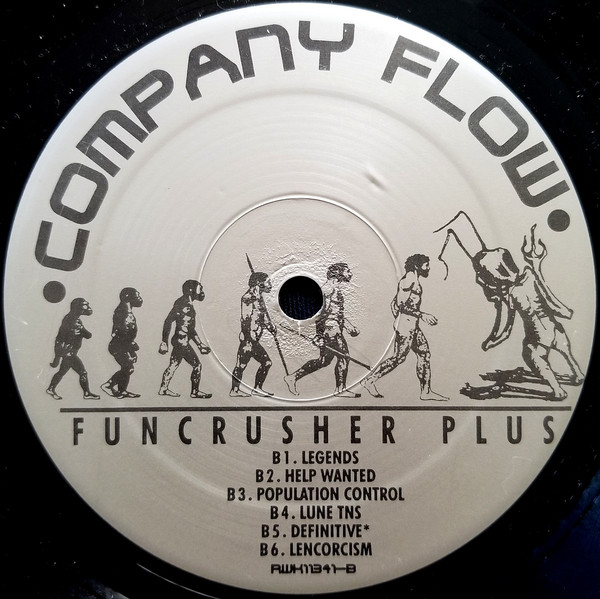 •COMPANY FLOW•
FUNCRUSHER PLUS
B1. LEGENDS
B2. HELP WANTED
B3. POPULATION CONTROL
B4. LUNE TNS
B5. DEFINITIVE*
B6. LENCORCISM
RWK11341-B